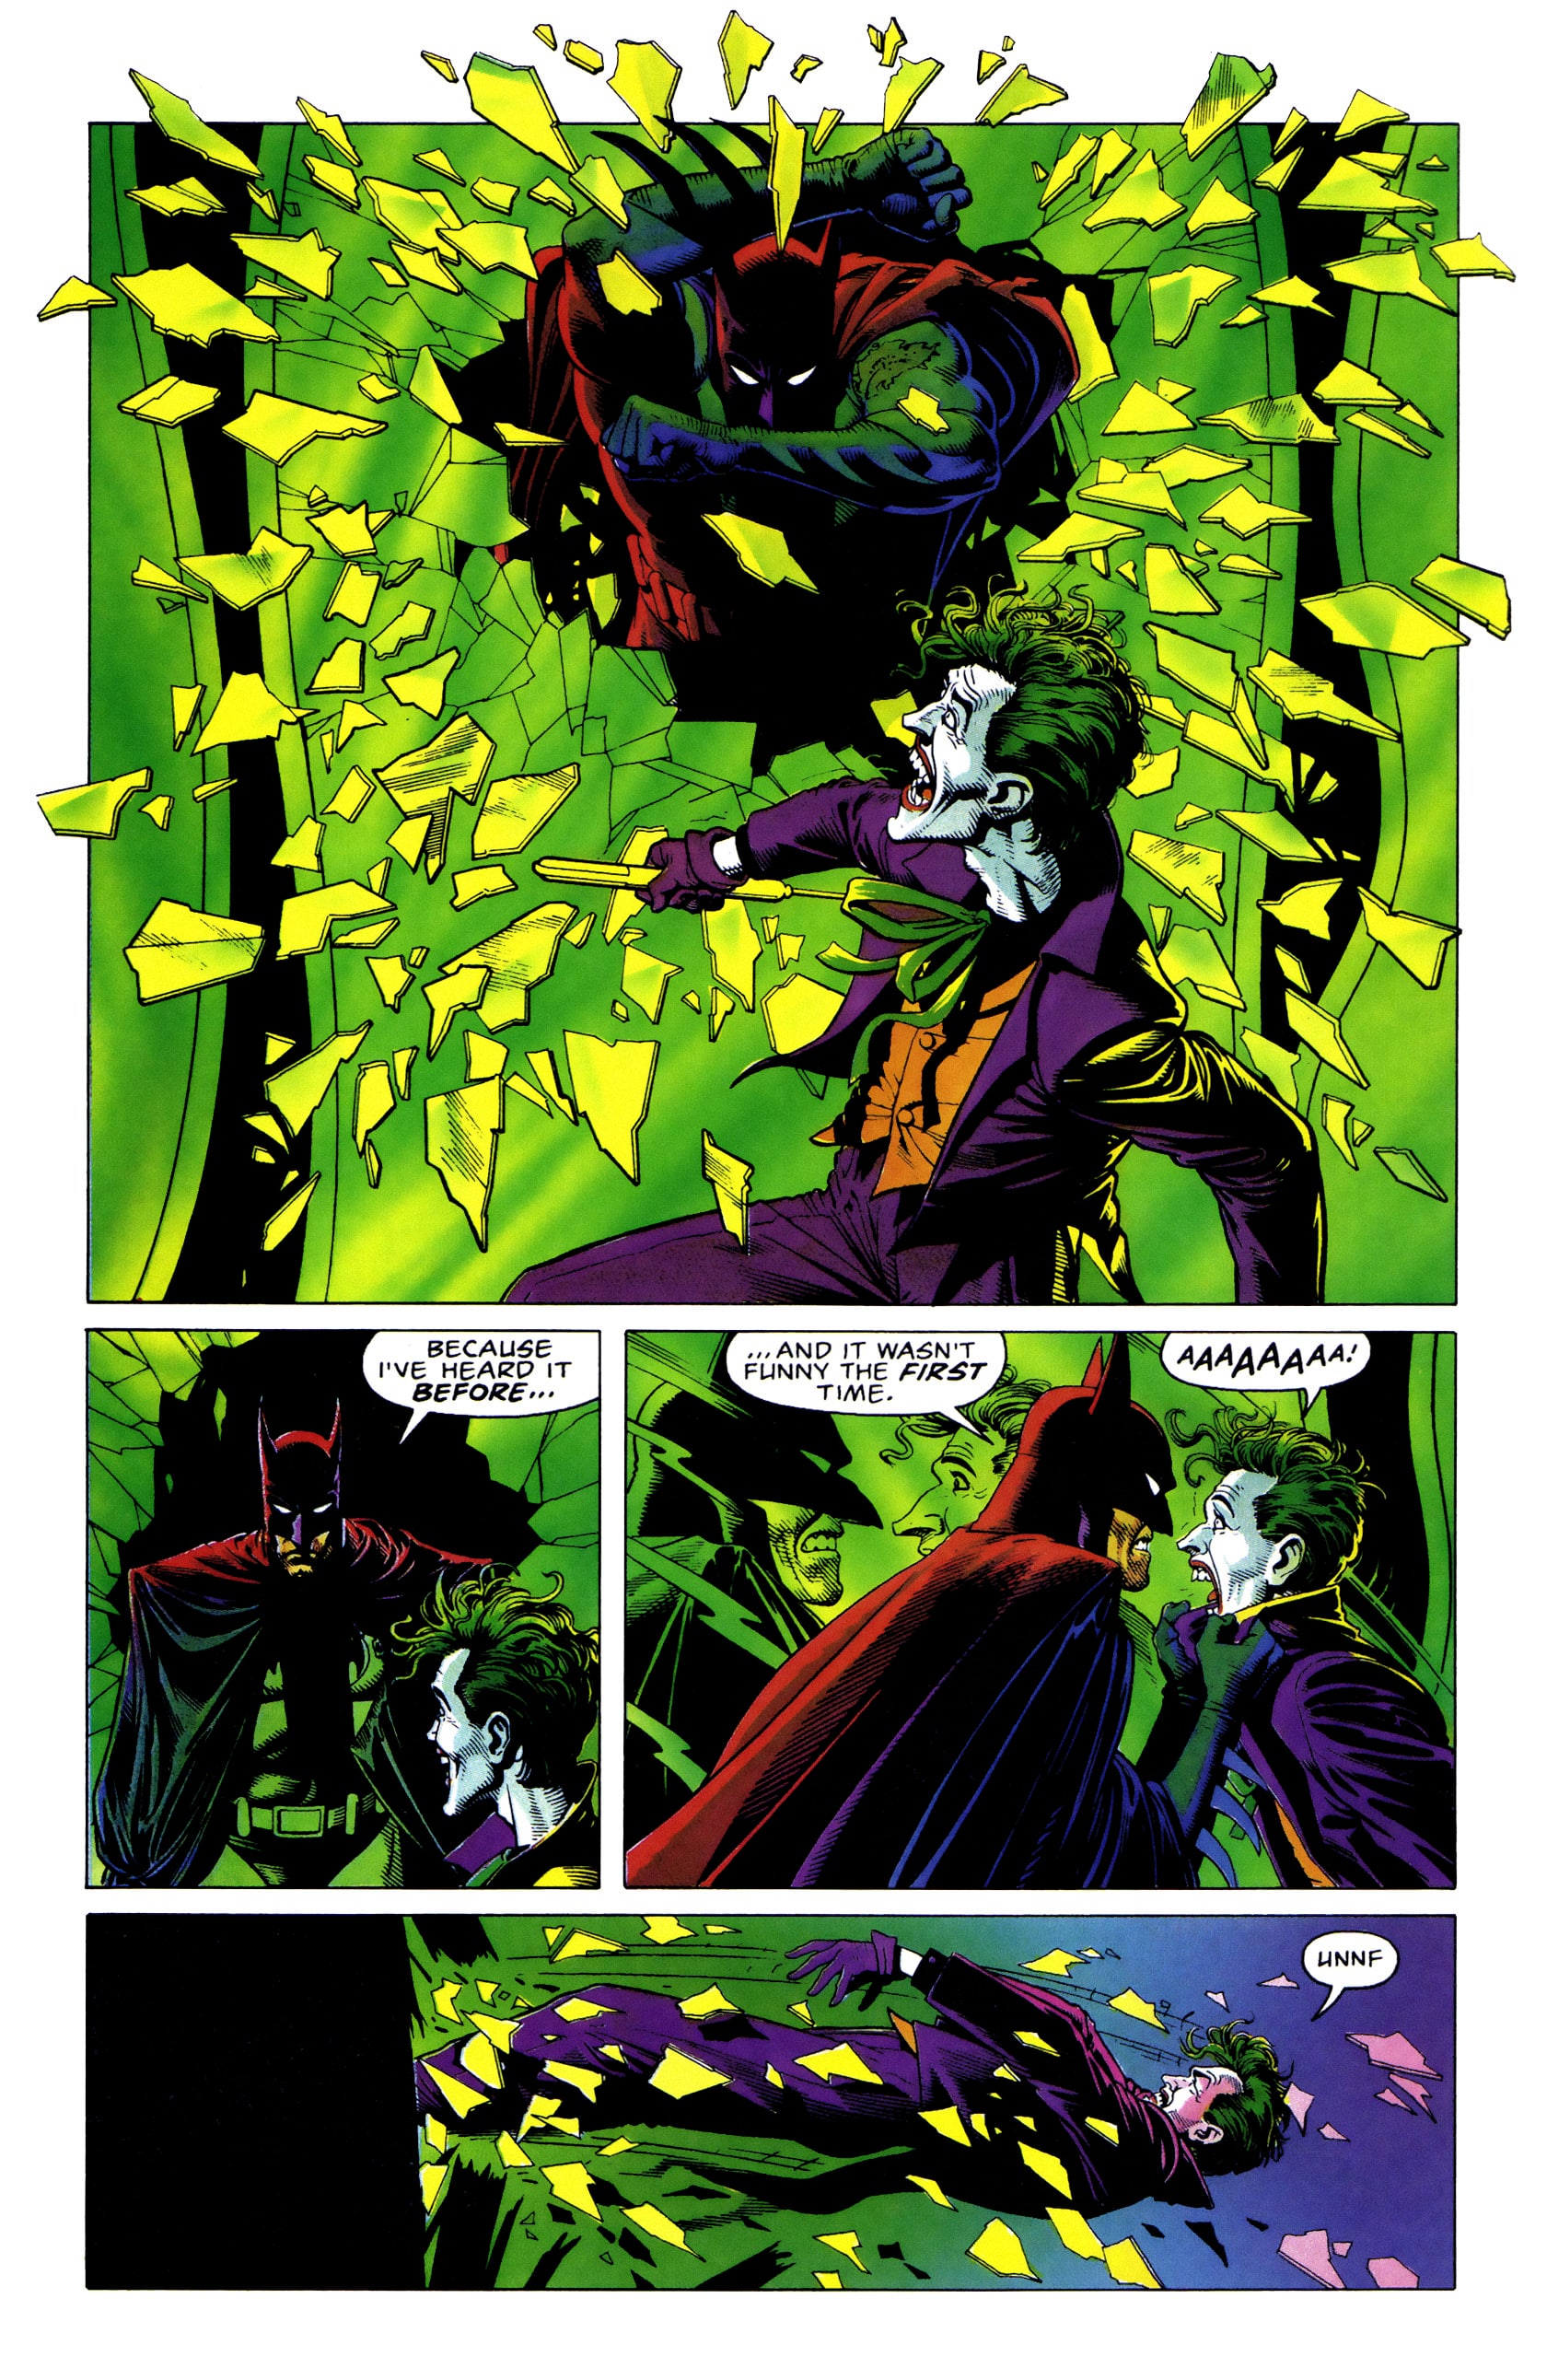 BECAUSE
I'VE HEARD IT
BEFORE...
...AND IT WASN'T
FUNNY THE FIRST
TIME.
AAAAAAAA!
UNNF